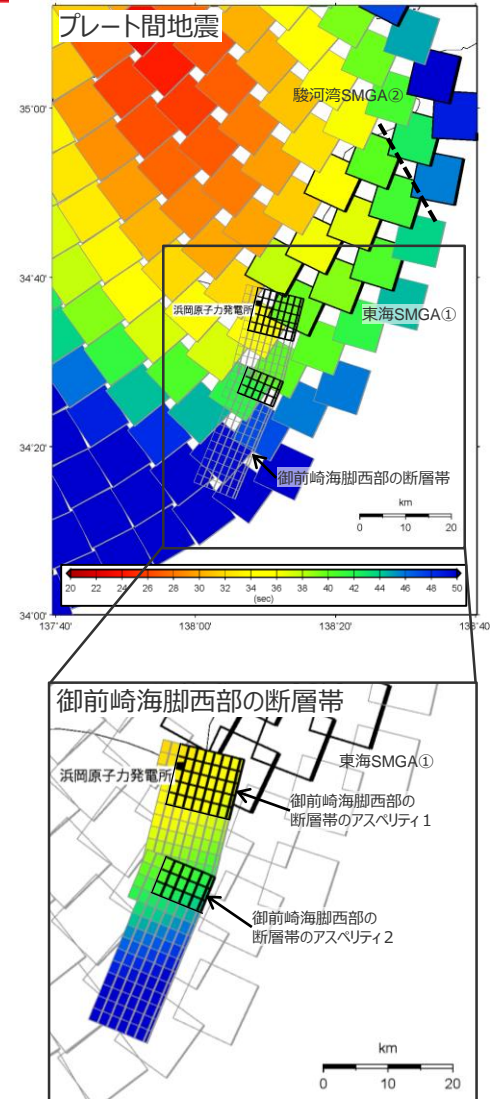 プレート間地震
駿河湾SMGA②
35°00'
34°40'
浜岡原子力発電所
東海SMGA①
34°20'
御前崎海脚西部の断層帯
km
0 10 20
20 22 24 26 28 30 32 34 36 38 40 42 44 46 48 50
(sec)
34°00'
137°40' 138°00' 138°20' 138°40'
御前崎海脚西部の断層帯
東海SMGA①
浜岡原子力発電所
御前崎海脚西部の
断層帯のアスペリティ1
御前崎海脚西部の
断層帯のアスペリティ2
km
0 10 20